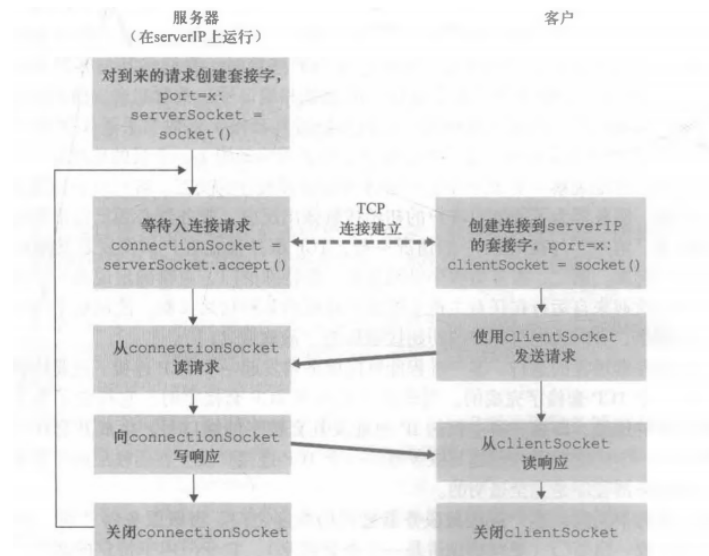 服务器
（在serverIP上运行）
客户
对到来的请求创建套接字，
port=x:
serverSocket =
socket()
等待入连接请求
connectionSocket =
serverSocket.accept()
TCP
连接建立
创建连接到serverIP
的套接字，port=x:
clientSocket = socket()
从connectionSocket
读请求
使用clientSocket
发送请求
向connectionSocket
写响应
从clientSocket
读响应
关闭connectionSocket
关闭clientSocket